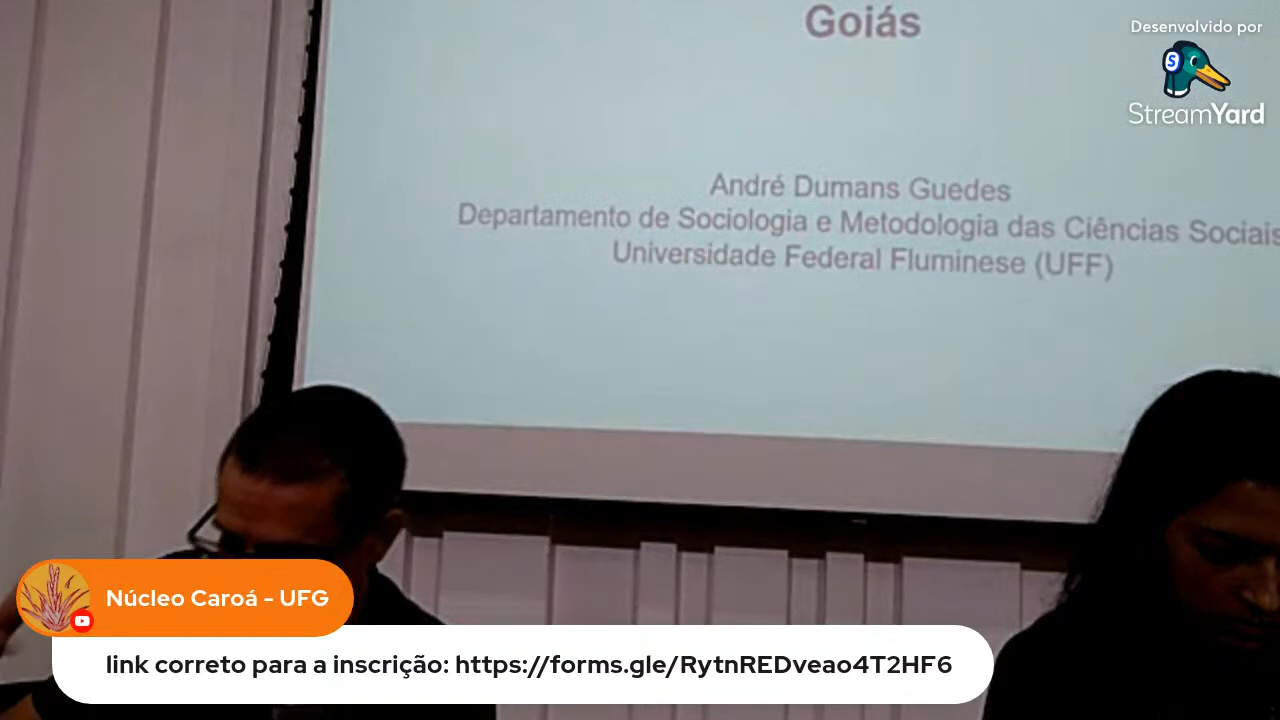 Goiás
Desenvolvido por
StreamYard
André Dumans Guedes
Departamento de Sociologia e Metodologia das Ciências Sociais
Universidade Federal Fluminese (UFF)
Núcleo Caroá - UFG
link correto para a inscrição: https://forms.gle/RytnREDveao4T2HF6